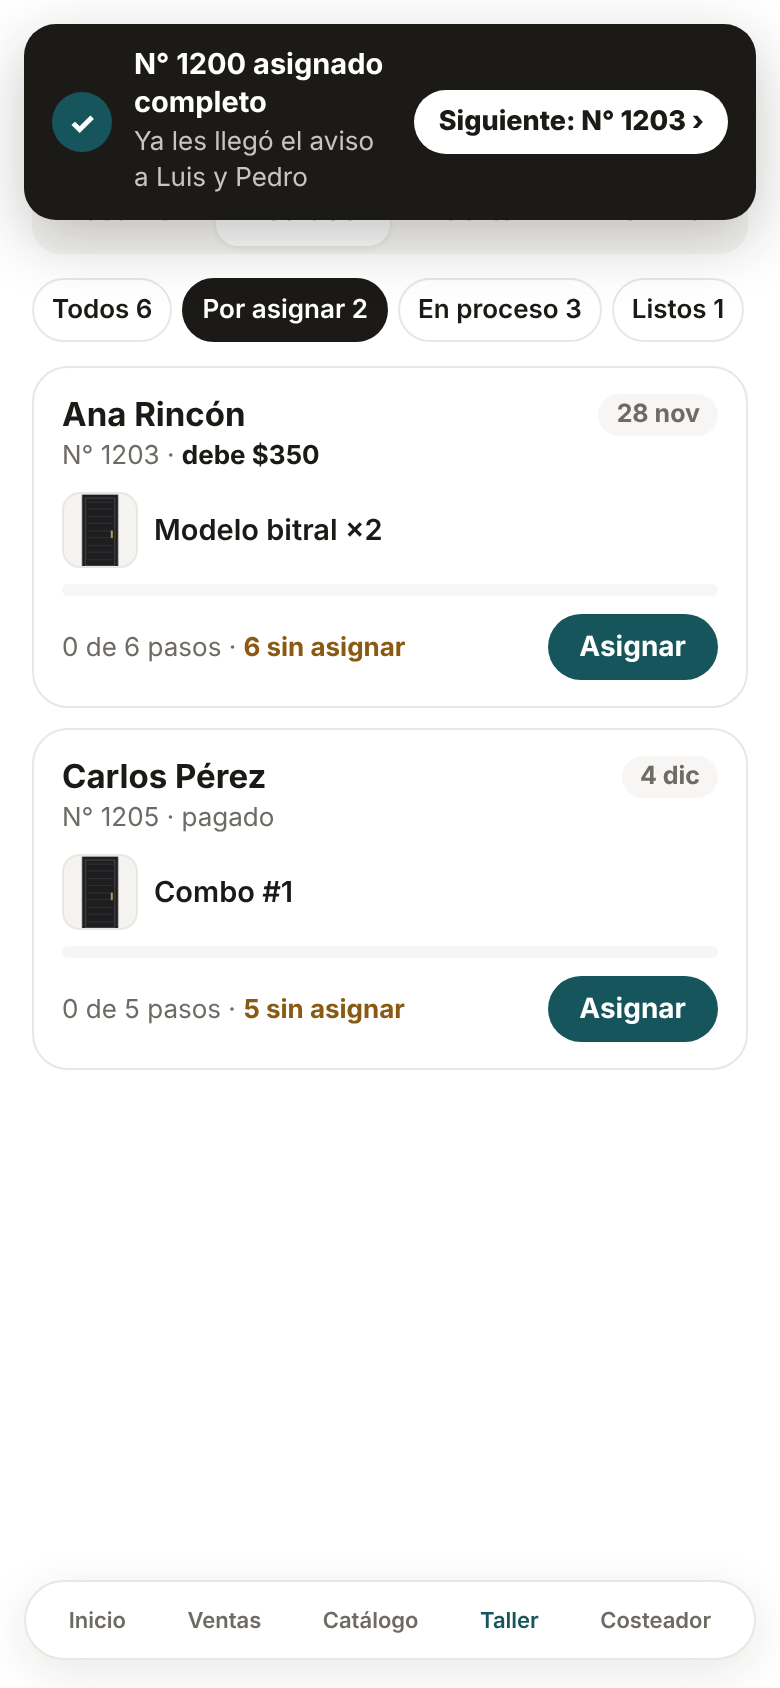 N° 1200 asignado
completo
Ya les llegó el aviso
a Luis y Pedro
Siguiente: N° 1203 ›
Todos 6
Por asignar 2
En proceso 3
Listos 1
Ana Rincón
28 nov
N° 1203 · debe $350
Modelo bitral ×2
0 de 6 pasos · 6 sin asignar
Asignar
Carlos Pérez
4 dic
N° 1205 · pagado
Combo #1
0 de 5 pasos · 5 sin asignar
Asignar
Inicio
Ventas
Catálogo
Taller
Costeador